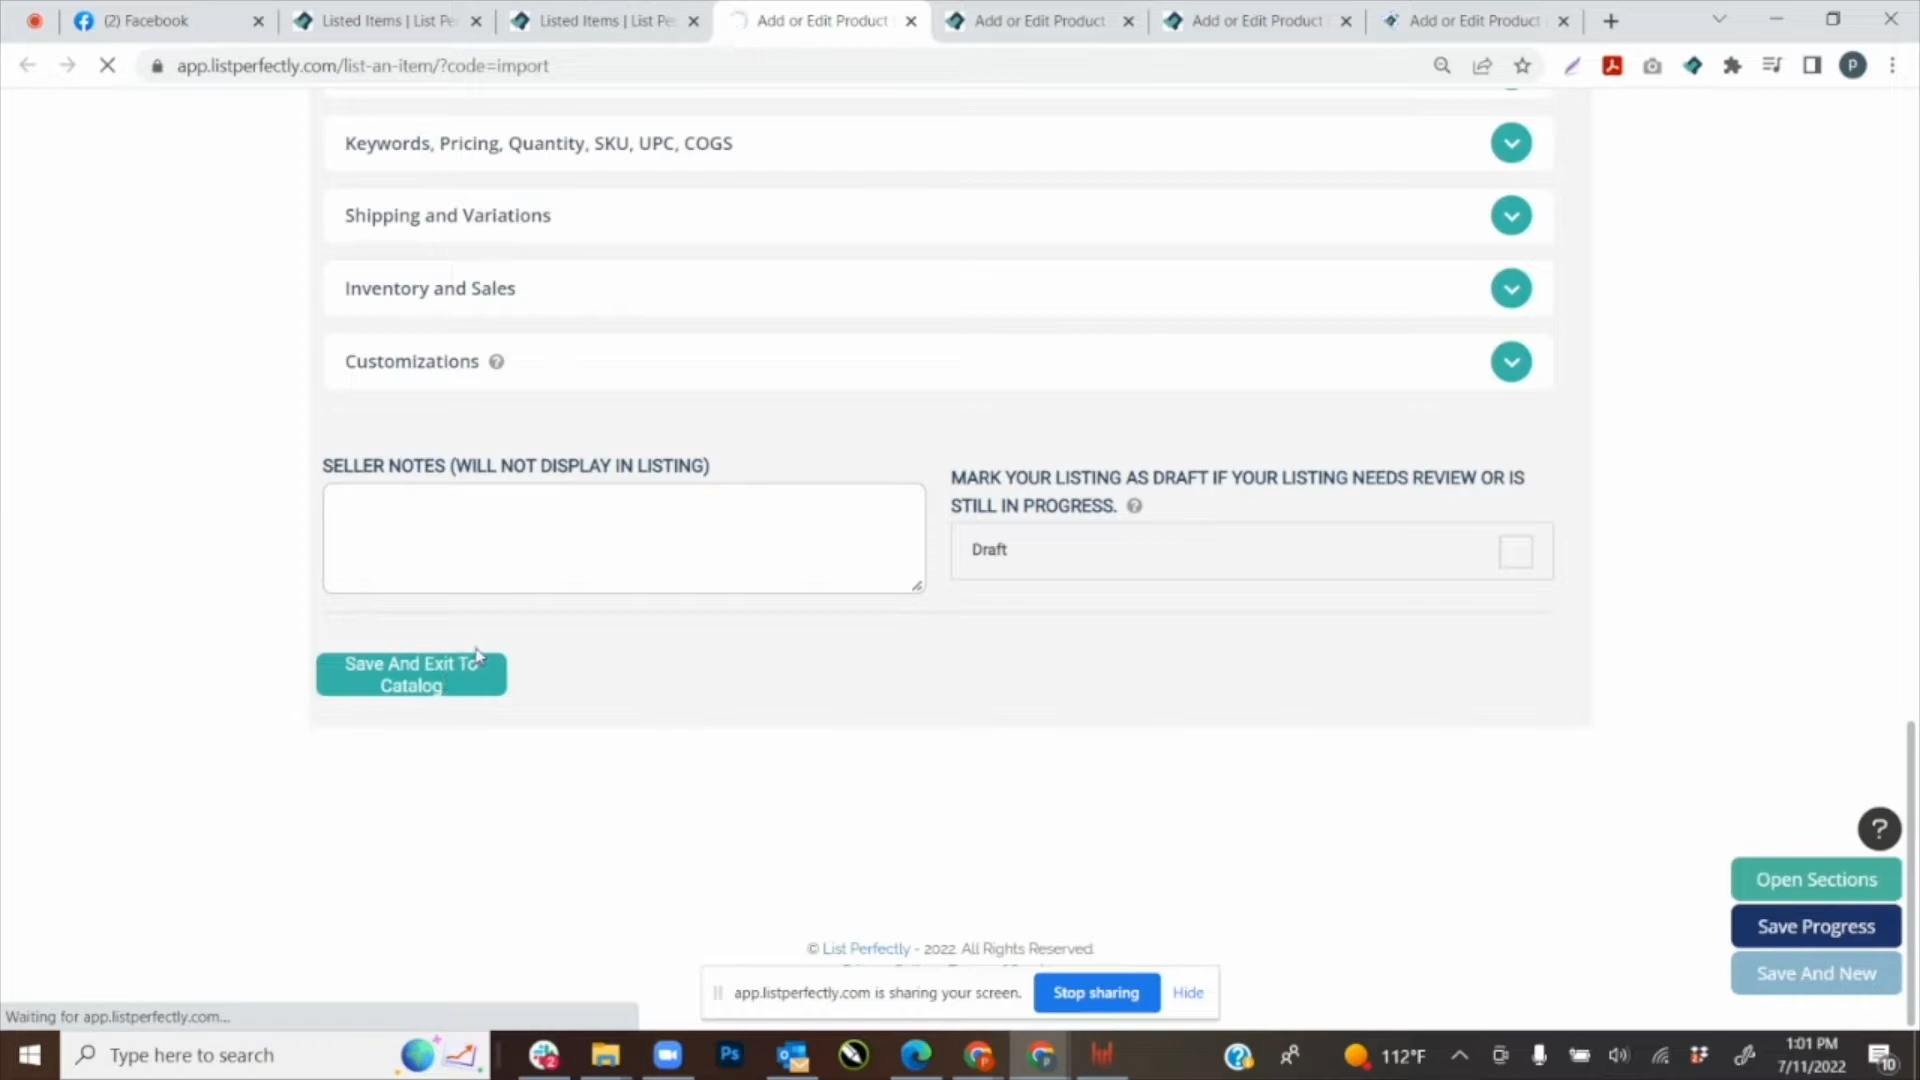 (2) Facebook
Listed Items | List Pe
Listed Items | List Pe
Add or Edit Product
Add or Edit Product
Add or Edit Product
Add or Edit Product
app.listperfectly.com/list-an-item/?code=import
P
Keywords, Pricing, Quantity, SKU, UPC, COGS
Shipping and Variations
Inventory and Sales
Customizations ?
SELLER NOTES (WILL NOT DISPLAY IN LISTING)
MARK YOUR LISTING AS DRAFT IF YOUR LISTING NEEDS REVIEW OR IS
STILL IN PROGRESS. ?
Draft
Save And Exit To
Catalog
?
Open Sections
Save Progress
Save And New
© List Perfectly - 2022. All Rights Reserved.
app.listperfectly.com is sharing your screen.
Stop sharing
Hide
Waiting for app.listperfectly.com...
Type here to search
2
Ps
112°F
1:01 PM
7/11/2022
10